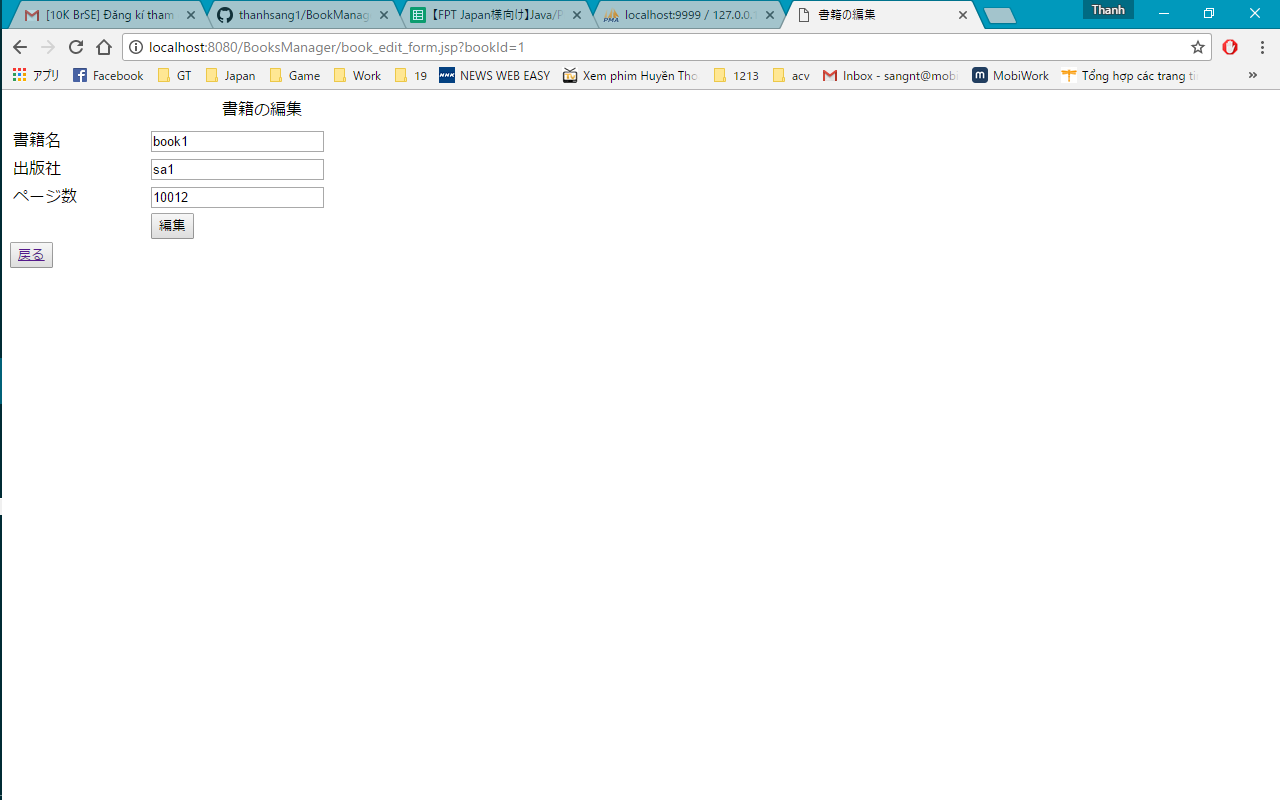 [10K BrSE] Đăng kí tham
thanhsang1/BookManag
【FPT Japan様向け】Java/P
localhost:9999 / 127.0.0.
書籍の編集
Thanh
localhost:8080/BooksManager/book_edit_form.jsp?bookId=1
アプリ Facebook GT Japan Game Work 19 NHK NEWS WEB EASY Xem phim Huyền Tho 1213 acv Inbox - sangnt@mobi m MobiWork Tổng hợp các trang ti »
書籍の編集
書籍名 book1
出版社 sa1
ページ数 10012
編集
戻る